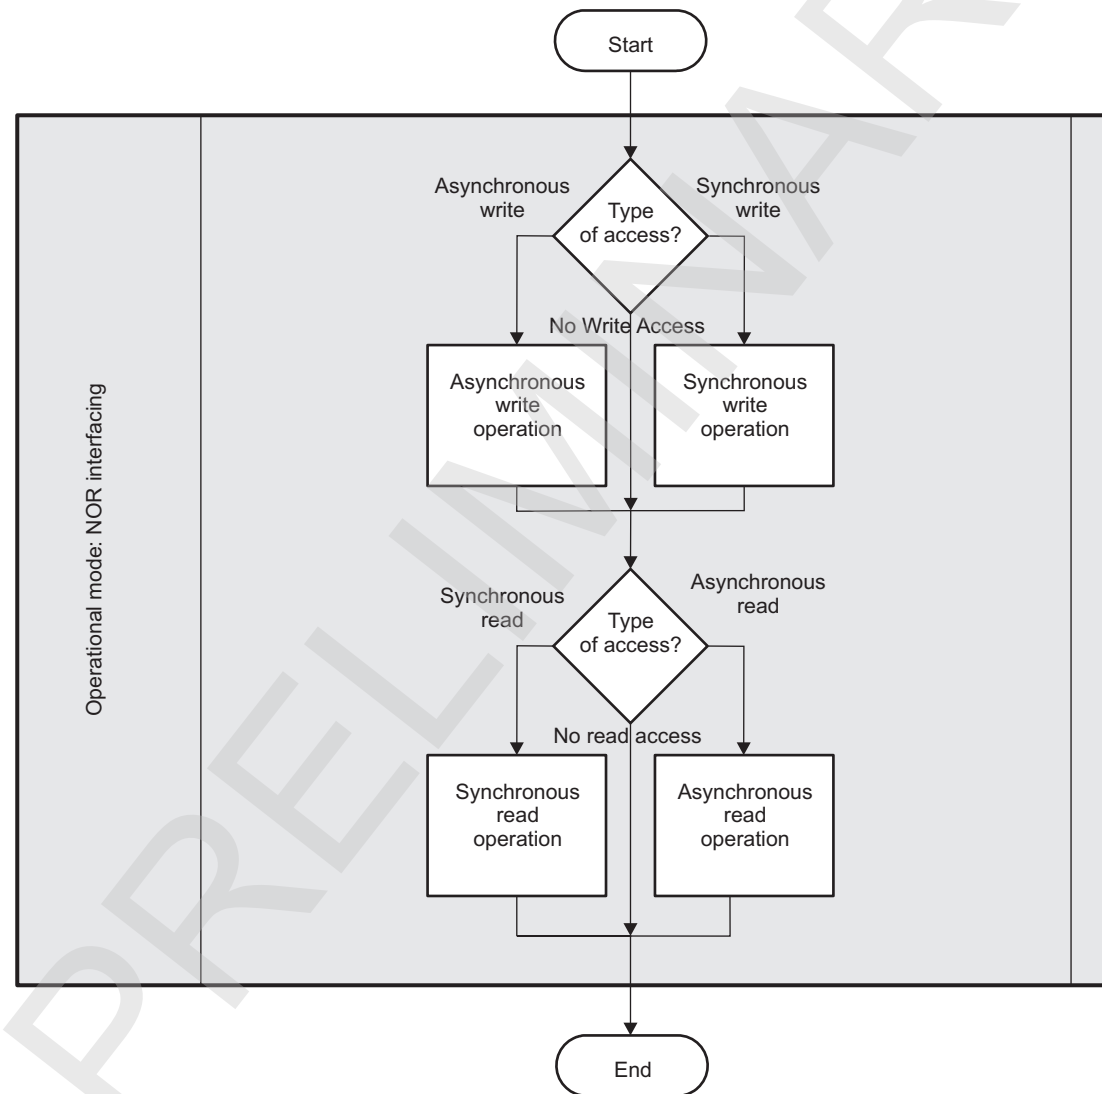 Start
Asynchronous
write
Synchronous
write
Type
of access?
No Write Access
Asynchronous
write
operation
Synchronous
write
operation
Operational mode: NOR interfacing
Synchronous
read
Asynchronous
read
Type
of access?
No read access
Synchronous
read
operation
Asynchronous
read
operation
End
PRELIMINAR